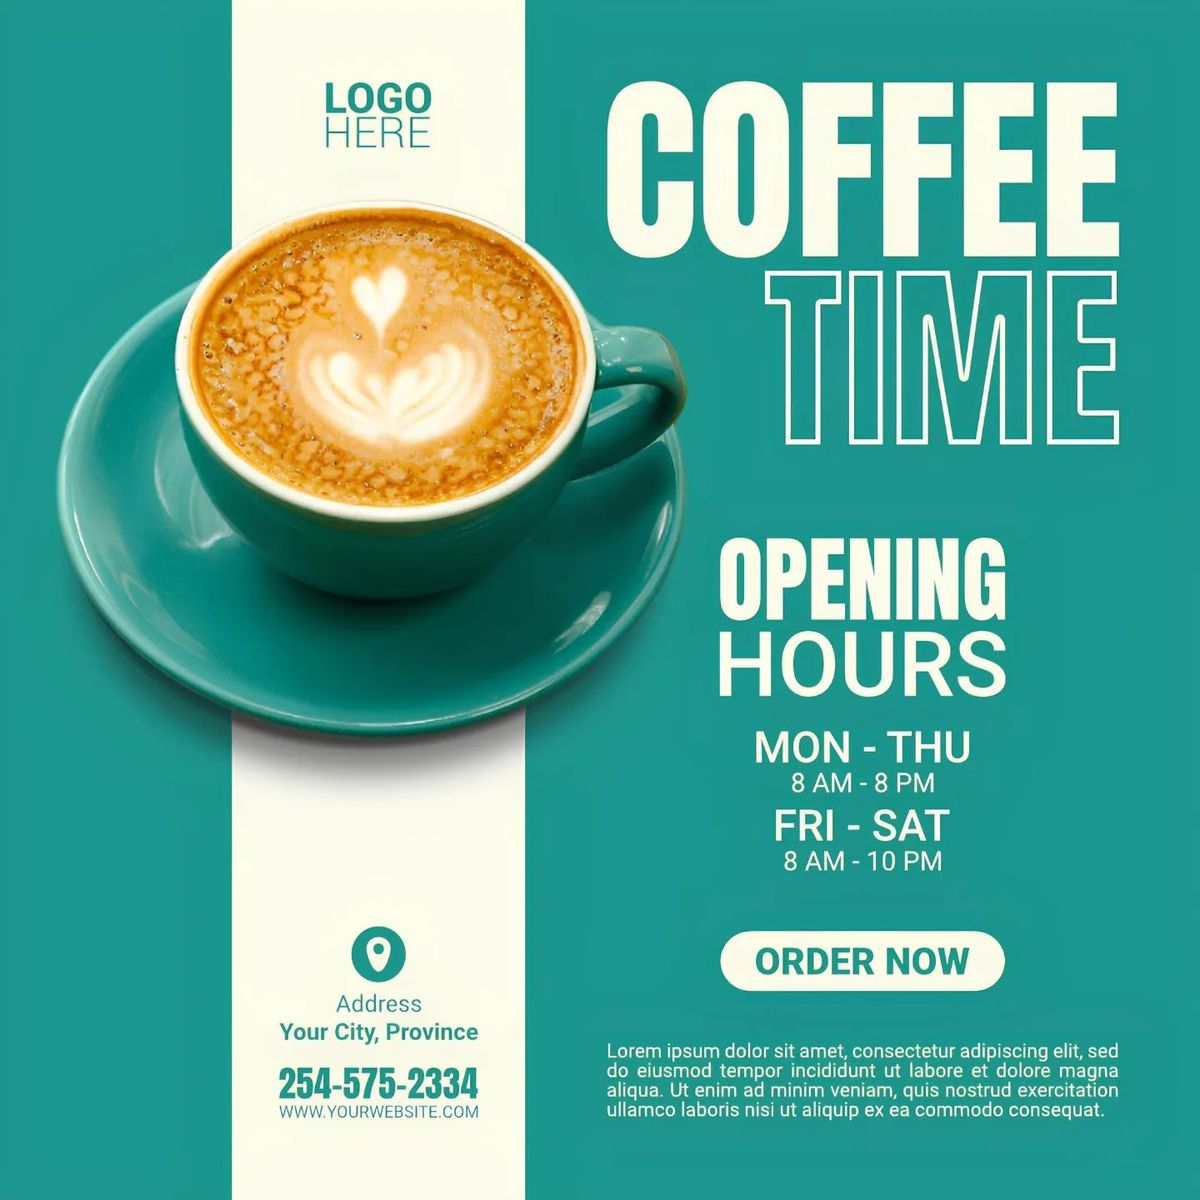 LOGO
HERE
COFFEE
TIME
OPENING
HOURS
MON - THU
8 AM - 8 PM
FRI - SAT
8 AM - 10 PM
ORDER NOW
Address
Your City, Province
254-575-2334
WWW.YOURWEBSITE.COM
Lorem ipsum dolor sit amet, consectetur adipiscing elit, sed
do eiusmod tempor incididunt ut labore et dolore magna
aliqua. Ut enim ad minim veniam, quis nostrud exercitation
ullamco laboris nisi ut aliquip ex ea commodo consequat.